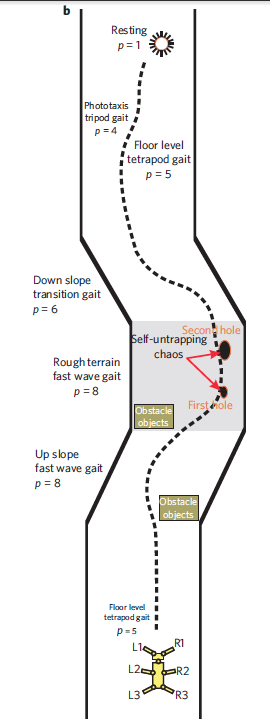 b
Resting
p = 1
Phototaxis
tripod gait
p = 4
Floor level
tetrapod gait
p = 5
Down slope
transition gait
p = 6
Second hole
Self-untrapping
chaos
Rough terrain
fast wave gait
p = 8
First hole
Obstacle
objects
Up slope
fast wave gait
p = 8
Obstacle
objects
Floor level
tetrapod gait
p = 5
L1 R1
L2 R2
L3 R3